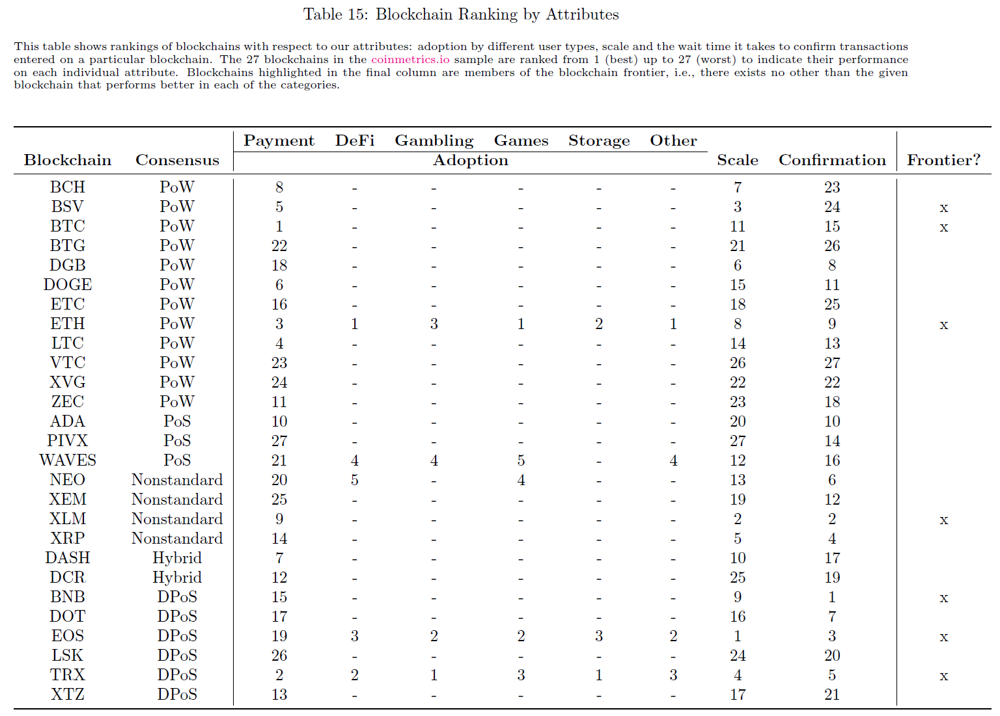 Table 15: Blockchain Ranking by Attributes
This table shows rankings of blockchains with respect to our attributes: adoption by different user types, scale and the wait time it takes to confirm transactions
entered on a particular blockchain. The 27 blockchains in the coinmetrics.io sample are ranked from 1 (best) up to 27 (worst) to indicate their performance
on each individual attribute. Blockchains highlighted in the final column are members of the blockchain frontier, i.e., there exists no other than the given
blockchain that performs better in each of the categories.
Payment DeFi Gambling Games Storage Other
Blockchain Consensus Adoption Scale Confirmation Frontier?
BCH PoW 8 - - - - - 7 23
BSV PoW 5 - - - - - 3 24 x
BTC PoW 1 - - - - - 11 15 x
BTG PoW 22 - - - - - 21 26
DGB PoW 18 - - - - - 6 8
DOGE PoW 6 - - - - - 15 11
ETC PoW 16 - - - - - 18 25
ETH PoW 3 1 3 1 2 1 8 9 x
LTC PoW 4 - - - - - 14 13
VTC PoW 23 - - - - - 26 27
XVG PoW 24 - - - - - 22 22
ZEC PoW 11 - - - - - 23 18
ADA PoS 10 - - - - - 20 10
PIVX PoS 27 - - - - - 27 14
WAVES PoS 21 4 4 5 - 4 12 16
NEO Nonstandard 20 5 - 4 - - 13 6
XEM Nonstandard 25 - - - - - 19 12
XLM Nonstandard 9 - - - - - 2 2 x
XRP Nonstandard 14 - - - - - 5 4
DASH Hybrid 7 - - - - - 10 17
DCR Hybrid 12 - - - - - 25 19
BNB DPoS 15 - - - - - 9 1 x
DOT DPoS 17 - - - - - 16 7
EOS DPoS 19 3 2 2 3 2 1 3 x
LSK DPoS 26 - - - - - 24 20
TRX DPoS 2 2 1 3 1 3 4 5 x
XTZ DPoS 13 - - - - - 17 21